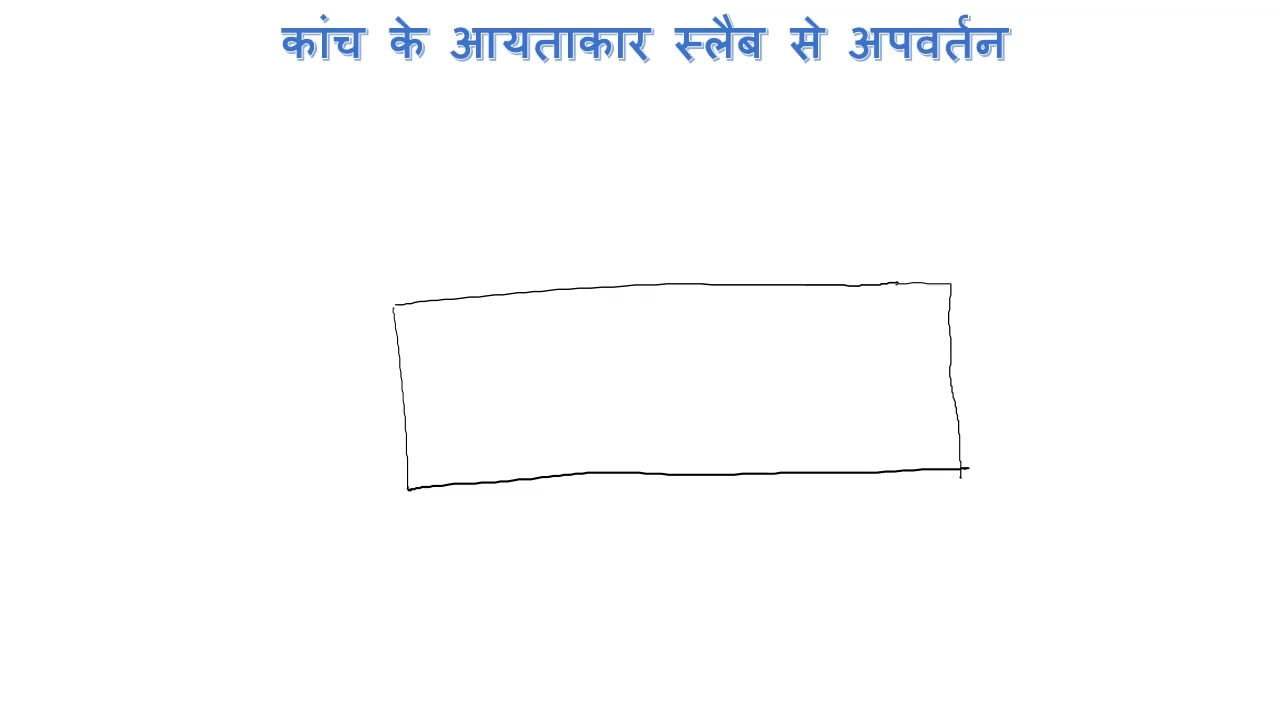 कांच के आयताकार स्लैब से अपवर्तन